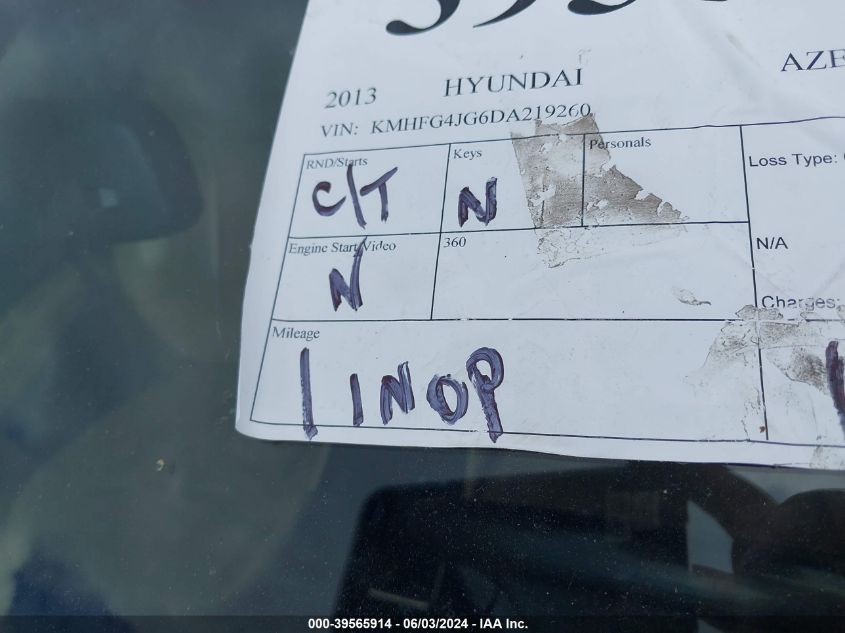 2013 HYUNDAI AZE
VIN: KMHFG4JG6DA219260
RND/Starts Keys Personals Loss Type:
C/T N
Engine Start/Video 360 N/A
N
Charges:
Mileage
1 INOP
000-39565914 - 06/03/2024 - IAA Inc.